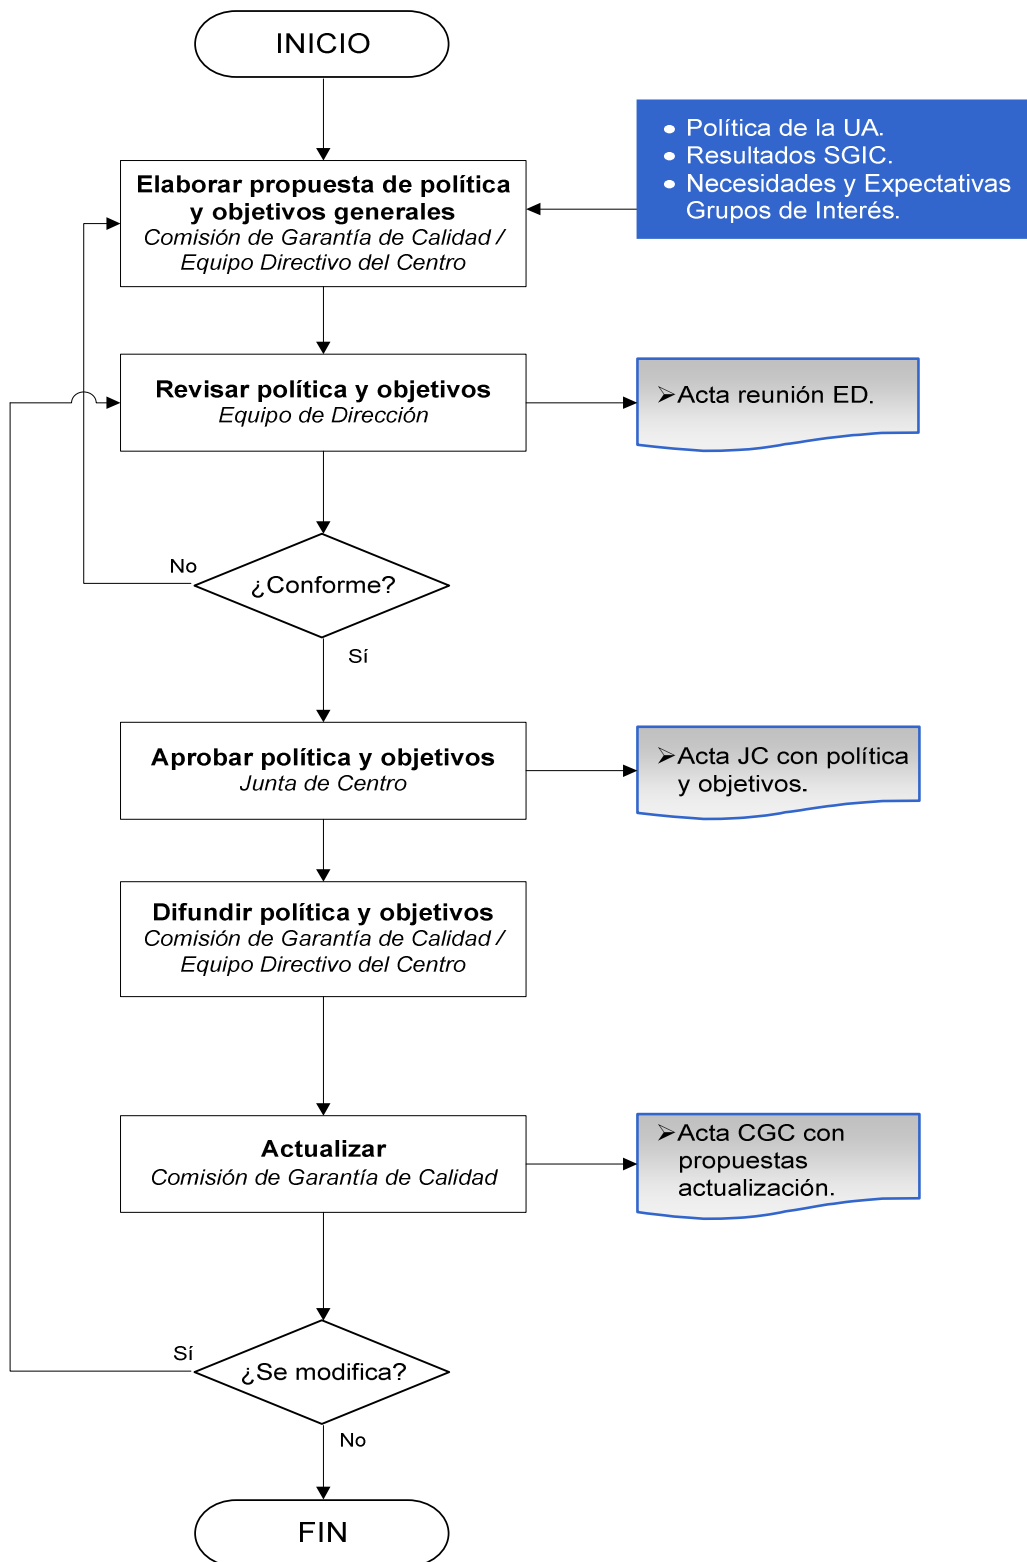 INICIO
• Política de la UA.
• Resultados SGIC.
• Necesidades y Expectativas
Grupos de Interés.
Elaborar propuesta de política
y objetivos generales
Comisión de Garantía de Calidad /
Equipo Directivo del Centro
Revisar política y objetivos
Equipo de Dirección
➢Acta reunión ED.
No
¿Conforme?
Sí
Aprobar política y objetivos
Junta de Centro
➢Acta JC con política
y objetivos.
Difundir política y objetivos
Comisión de Garantía de Calidad /
Equipo Directivo del Centro
Actualizar
Comisión de Garantía de Calidad
➢Acta CGC con
propuestas
actualización.
Sí
¿Se modifica?
No
FIN